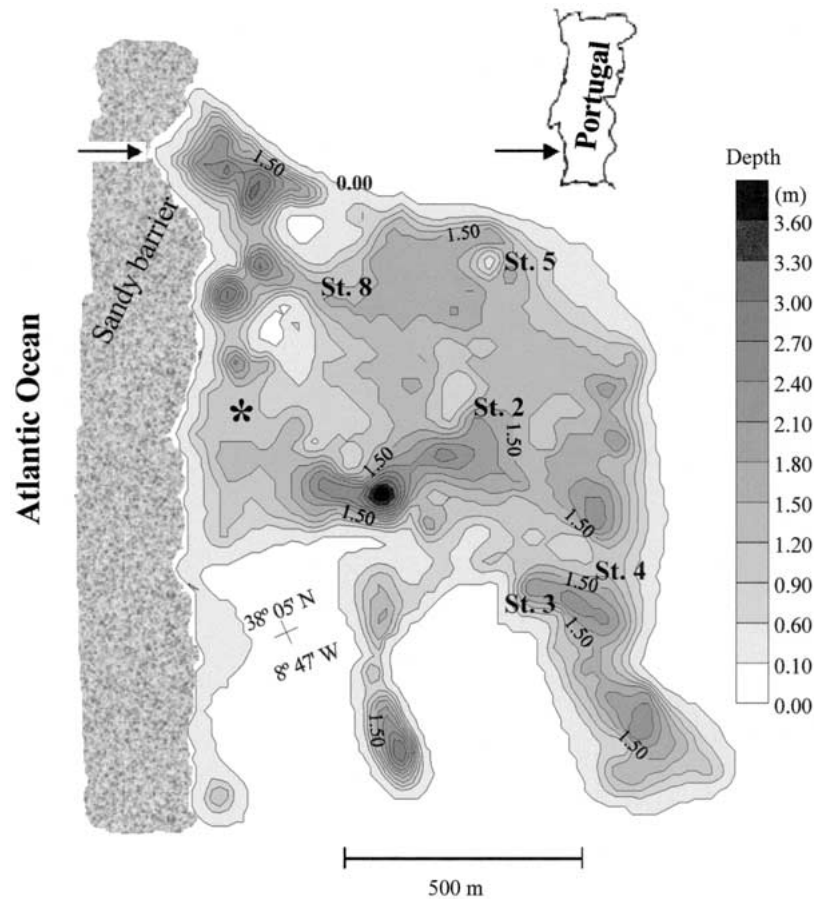 Portugal
Depth
(m)
3.60
3.30
3.00
2.70
2.40
2.10
1.80
1.50
1.20
0.90
0.60
0.10
0.00
1.50
0.00
1.50
St. 5
St. 8
Sandy barrier
Atlantic Ocean
*
St. 2
1.50
1.50
1.50
1.50
1.50
St. 4
St. 3
1.50
38º 05' N
8º 47' W
1.50
1.50
500 m